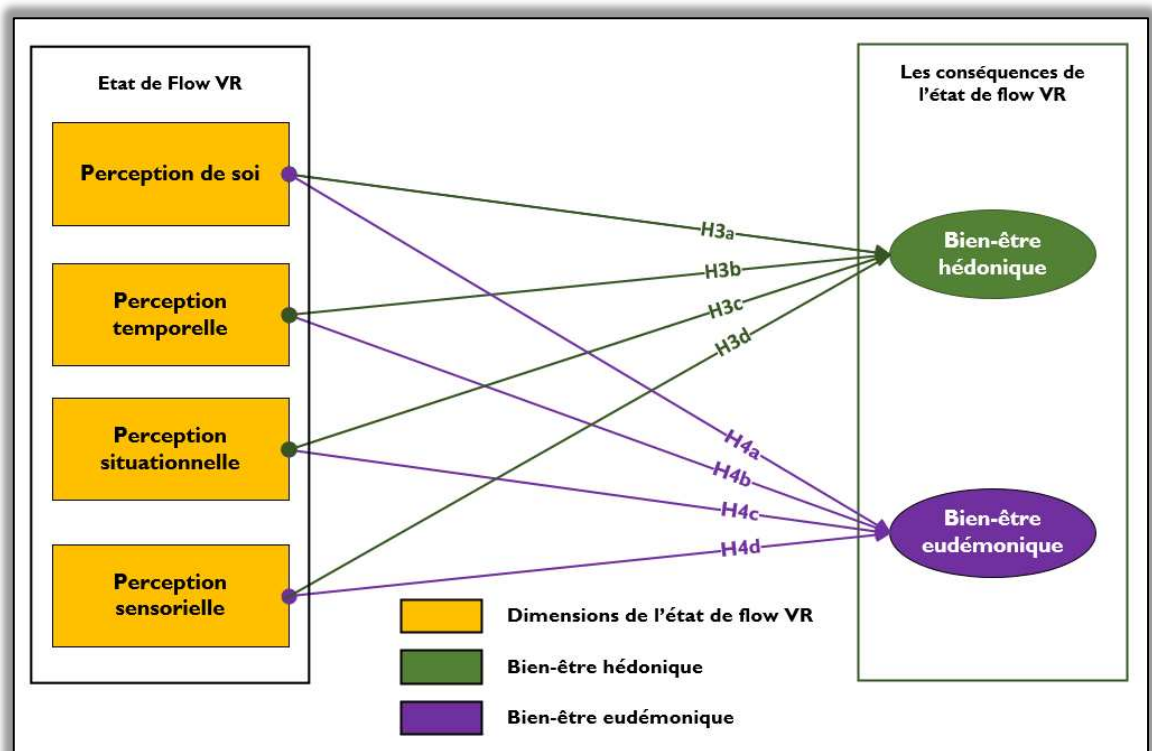 Etat de Flow VR
Perception de soi
Perception
temporelle
Perception
situationnelle
Perception
sensorielle
H3a
H3b
H3c
H3d
H4a
H4b
H4c
H4d
Les conséquences de
l'état de flow VR
Bien-être
hédonique
Bien-être
eudémonique
Dimensions de l'état de flow VR
Bien-être hédonique
Bien-être eudémonique